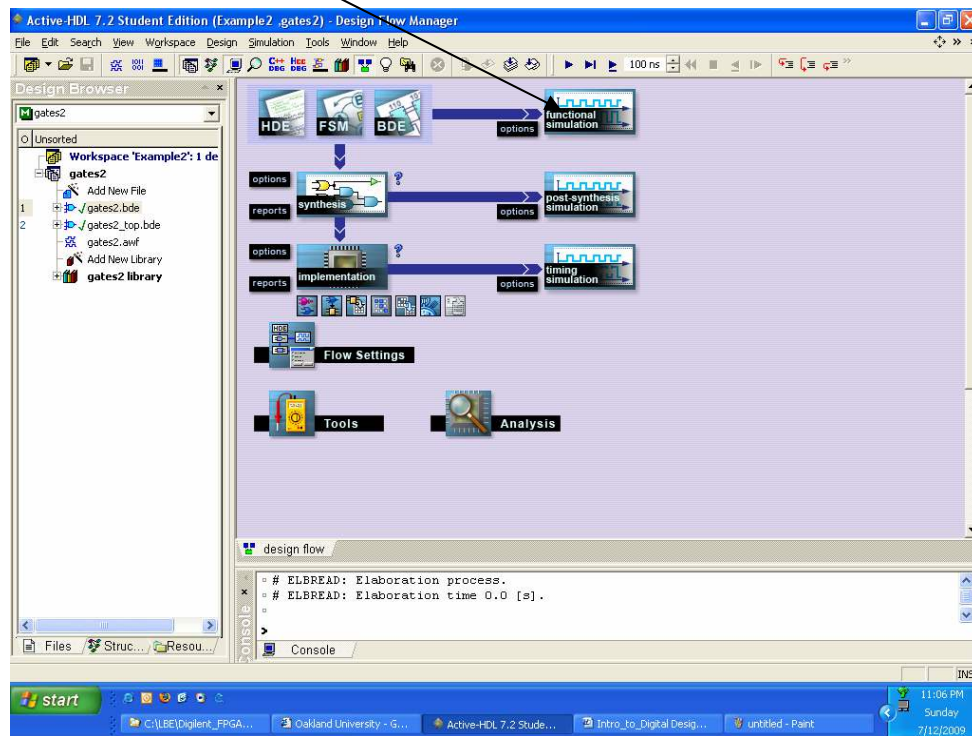 Active-HDL 7.2 Student Edition (Example2 ,gates2) - Design Flow Manager
File Edit Search View Workspace Design Simulation Tools Window Help
100 ns
Design Browser
gates2
O Unsorted
Workspace 'Example2': 1 de
gates2
Add New File
1 gates2.bde
2 gates2_top.bde
gates2.awf
Add New Library
gates2 library
Files Struc... Resou...
HDE FSM BDE
options
functional simulation
options
reports
synthesis
?
options
post-synthesis simulation
options
reports
implementation
?
options
timing simulation
Flow Settings
Tools
Analysis
design flow
# ELBREAD: Elaboration process.
# ELBREAD: Elaboration time 0.0 [s].
>
Console
Console
INS
start
C:\LBE\Digilent_FPGA...
Oakland University - G...
Active-HDL 7.2 Stude...
Intro_to_Digital Desig...
untitled - Paint
11:06 PM
Sunday
7/12/2009